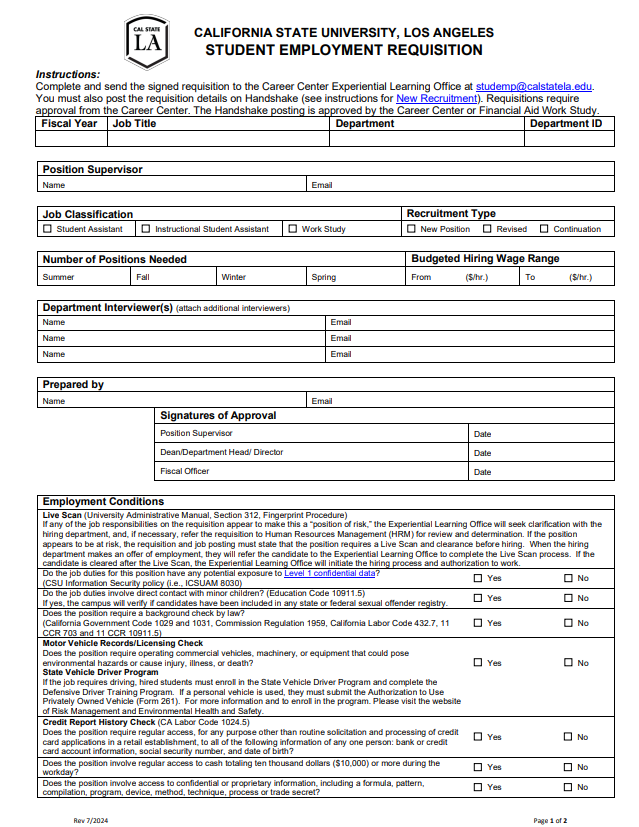 CAL STATE
LA
CALIFORNIA STATE UNIVERSITY, LOS ANGELES
STUDENT EMPLOYMENT REQUISITION
Instructions:
Complete and send the signed requisition to the Career Center Experiential Learning Office at studemp@calstatela.edu.
You must also post the requisition details on Handshake (see instructions for New Recruitment). Requisitions require
approval from the Career Center. The Handshake posting is approved by the Career Center or Financial Aid Work Study.
Fiscal Year Job Title Department Department ID
Position Supervisor
Name Email
Job Classification Recruitment Type
Student Assistant Instructional Student Assistant Work Study New Position Revised Continuation
Number of Positions Needed Budgeted Hiring Wage Range
Summer Fall Winter Spring From ($/hr.) To ($/hr.)
Department Interviewer(s) (attach additional interviewers)
Name Email
Name Email
Name Email
Prepared by
Name Email
Signatures of Approval
Position Supervisor Date
Dean/Department Head/ Director Date
Fiscal Officer Date
Employment Conditions
Live Scan (University Administrative Manual, Section 312, Fingerprint Procedure)
If any of the job responsibilities on the requisition appear to make this a “position of risk,” the Experiential Learning Office will seek clarification with the
hiring department, and, if necessary, refer the requisition to Human Resources Management (HRM) for review and determination. If the position
appears to be at risk, the requisition and job posting must state that the position requires a Live Scan and clearance before hiring. When the hiring
department makes an offer of employment, they will refer the candidate to the Experiential Learning Office to complete the Live Scan process. If the
candidate is cleared after the Live Scan, the Experiential Learning Office will initiate the hiring process and authorization to work.
Do the job duties for this position have any potential exposure to Level 1 confidential data?
(CSU Information Security policy (i.e., ICSUAM 8030) Yes No
Do the job duties involve direct contact with minor children? (Education Code 10911.5)
If yes, the campus will verify if candidates have been included in any state or federal sexual offender registry. Yes No
Does the position require a background check by law?
(California Government Code 1029 and 1031, Commission Regulation 1959, California Labor Code 432.7, 11 Yes No
CCR 703 and 11 CCR 10911.5)
Motor Vehicle Records/Licensing Check
Does the position require operating commercial vehicles, machinery, or equipment that could pose
environmental hazards or cause injury, illness, or death? Yes No
State Vehicle Driver Program
If the job requires driving, hired students must enroll in the State Vehicle Driver Program and complete the
Defensive Driver Training Program. If a personal vehicle is used, they must submit the Authorization to Use
Privately Owned Vehicle (Form 261). For more information and to enroll in the program. Please visit the website
of Risk Management and Environmental Health and Safety.
Credit Report History Check (CA Labor Code 1024.5)
Does the position require regular access, for any purpose other than routine solicitation and processing of credit
card applications in a retail establishment, to all of the following information of any one person: bank or credit Yes No
card account information, social security number, and date of birth?
Does the position involve regular access to cash totaling ten thousand dollars ($10,000) or more during the
workday? Yes No
Does the position involve access to confidential or proprietary information, including a formula, pattern,
compilation, program, device, method, technique, process or trade secret? Yes No
Rev 7/2024 Page 1 of 2